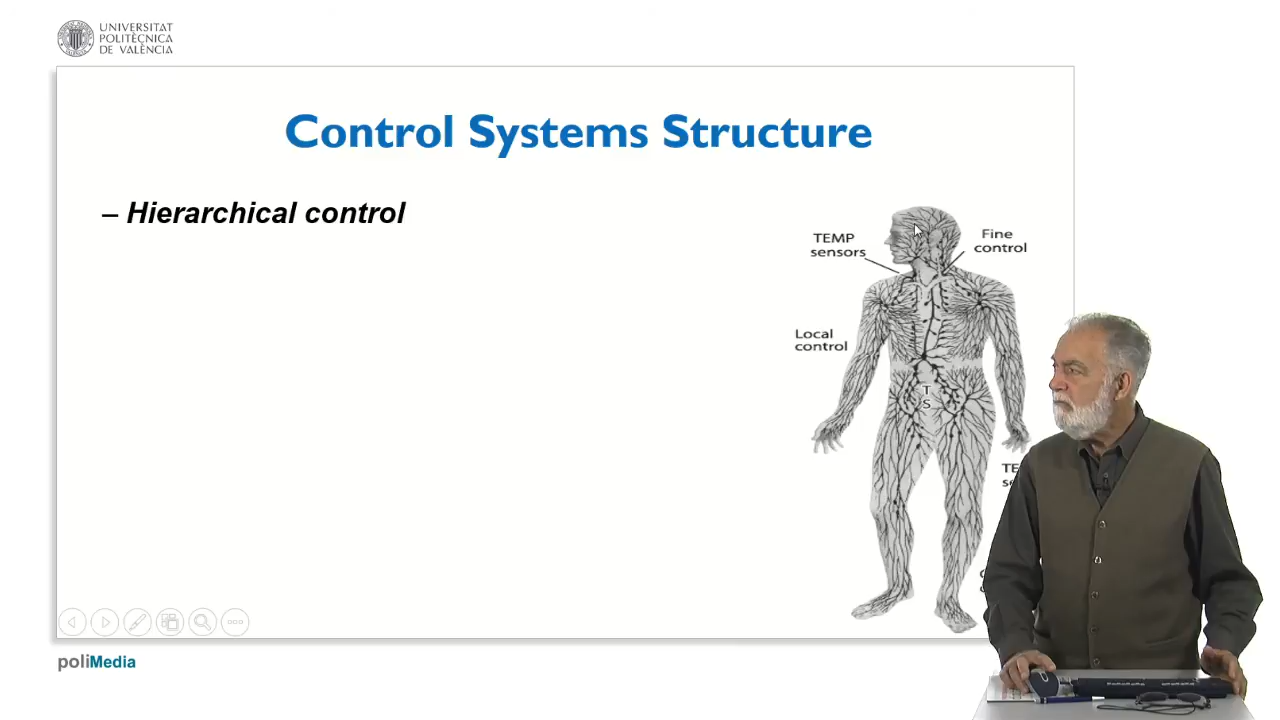 UNIVERSITAT
POLITÈCNICA
DE VALÈNCIA
Control Systems Structure
– Hierarchical control
TEMP
sensors
Fine
control
Local
control
T
S
poliMedia